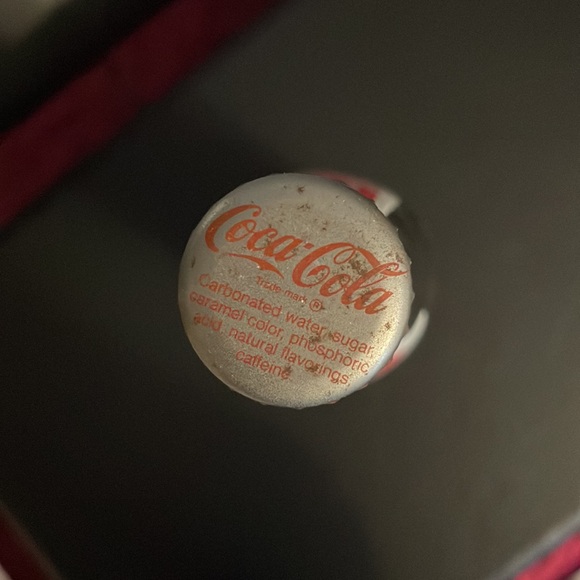 Coca-Cola
Trade-mark ®
Carbonated water, sugar,
caramel color, phosphoric
acid, natural flavorings,
caffeine